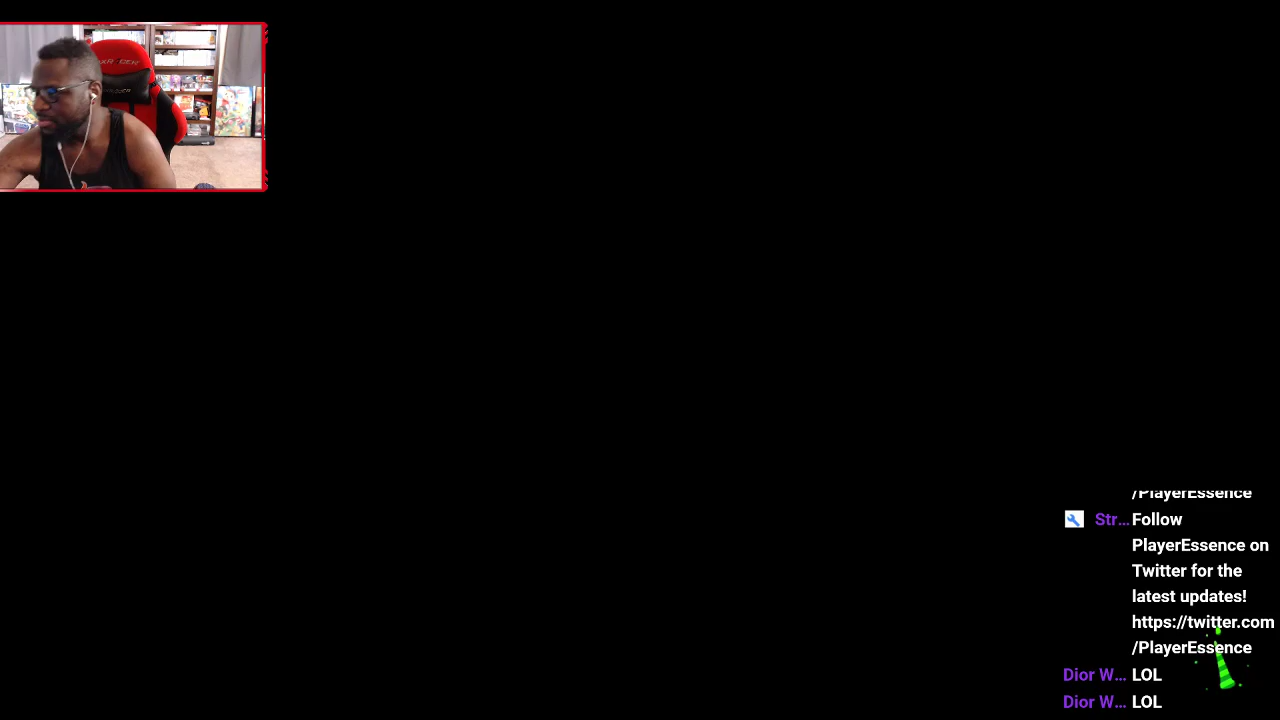 /PlayerEssence
Str... Follow
PlayerEssence on
Twitter for the
latest updates!
https://twitter.com
/PlayerEssence
Dior W... LOL
Dior W... LOL